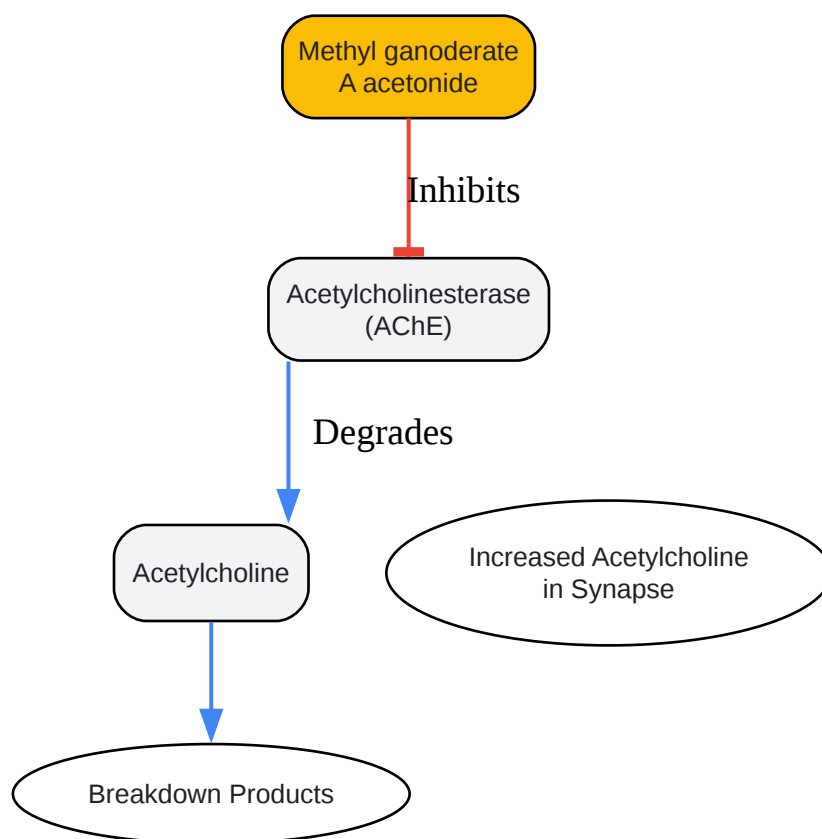 Methyl ganoderate
A acetonide
Inhibits
Acetylcholinesterase
(AChE)
Degrades
Acetylcholine
Increased Acetylcholine
in Synapse
Breakdown Products